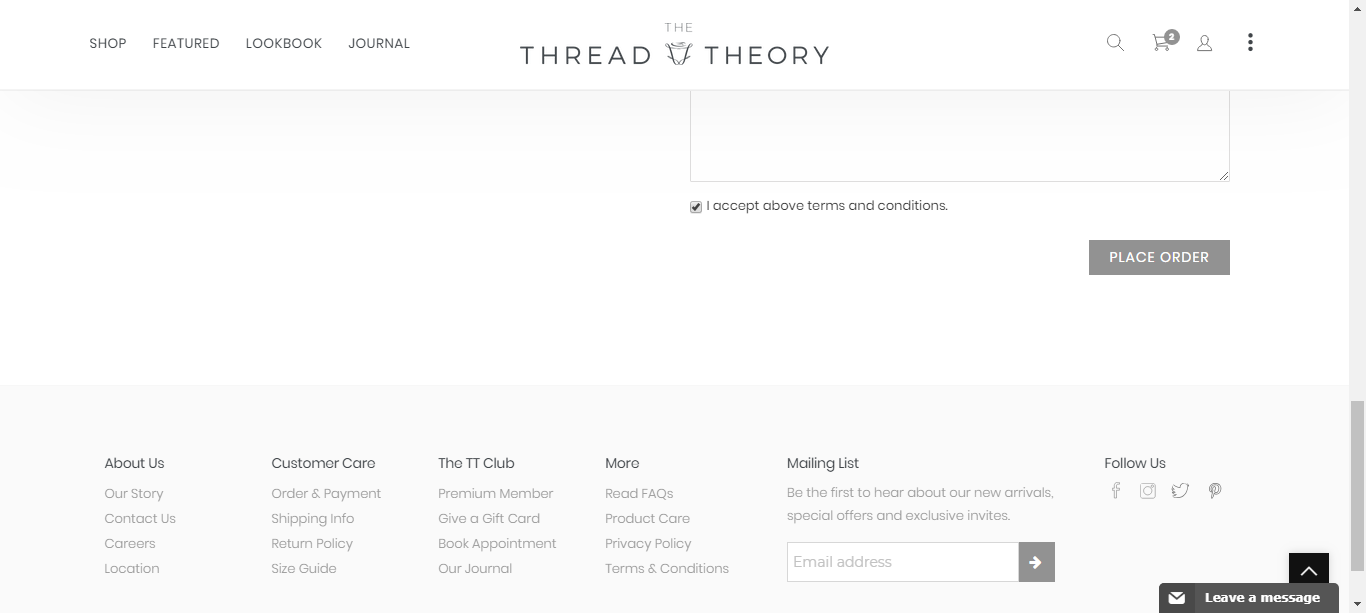 SHOP FEATURED LOOKBOOK JOURNAL
THE
THREAD THEORY
2
I accept above terms and conditions.
PLACE ORDER
About Us
Our Story
Contact Us
Careers
Location
Customer Care
Order & Payment
Shipping Info
Return Policy
Size Guide
The TT Club
Premium Member
Give a Gift Card
Book Appointment
Our Journal
More
Read FAQs
Product Care
Privacy Policy
Terms & Conditions
Mailing List
Be the first to hear about our new arrivals,
special offers and exclusive invites.
Email address
Follow Us
Leave a message